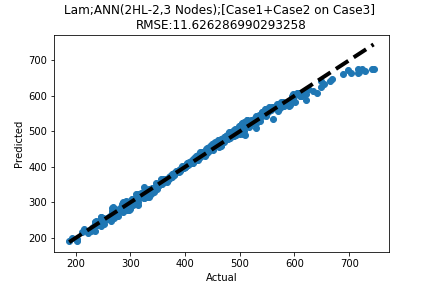 Lam;ANN(2HL-2,3 Nodes);[Case1+Case2 on Case3]
RMSE:11.626286990293258
Predicted
700
600
500
400
300
200
200 300 400 500 600 700
Actual